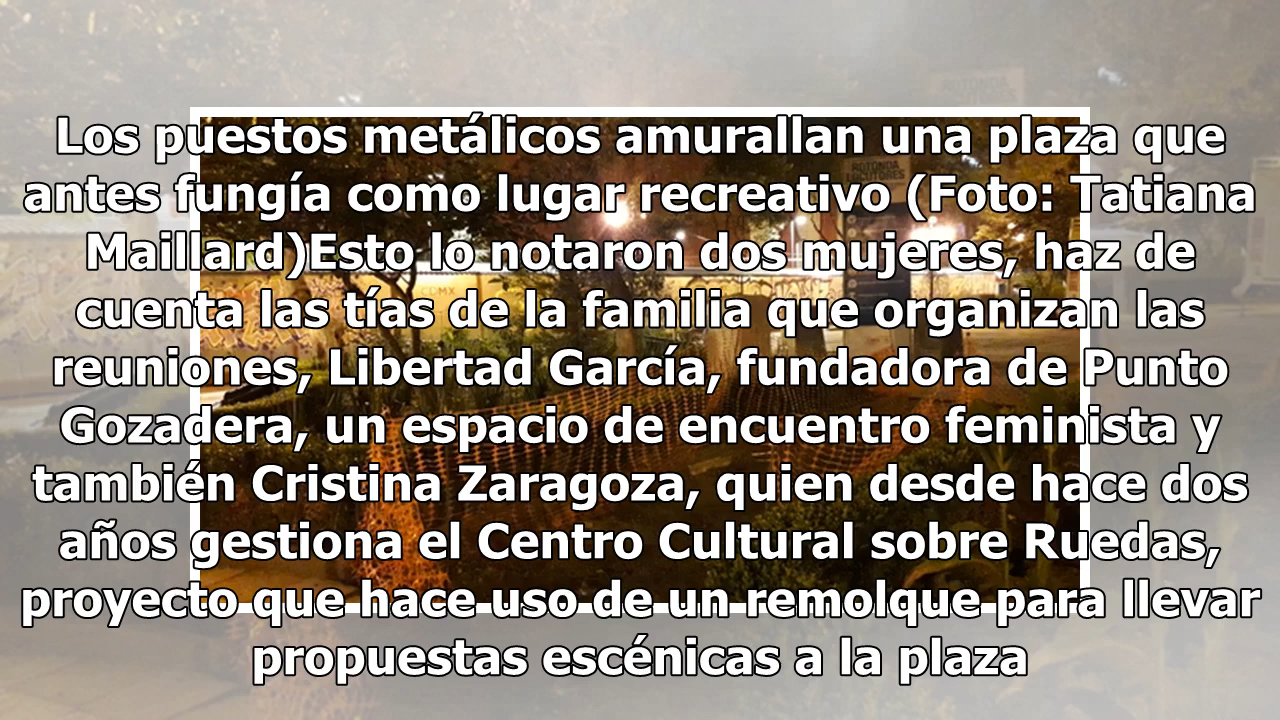 Los puestos metálicos amurallan una plaza que
antes fungía como lugar recreativo (Foto: Tatiana
Maillard)Esto lo notaron dos mujeres, haz de
cuenta las tías de la familia que organizan las
reuniones, Libertad García, fundadora de Punto
Gozadera, un espacio de encuentro feminista y
también Cristina Zaragoza, quien desde hace dos
años gestiona el Centro Cultural sobre Ruedas,
proyecto que hace uso de un remolque para llevar
propuestas escénicas a la plaza
ROTONDA
LOCUTORES
CDMX